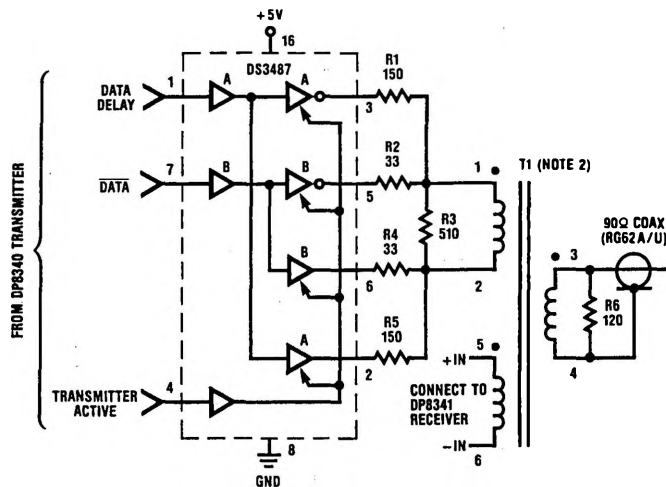 +5V
16
DS3487
1
DATA
DELAY
A
A
3
R1
150
7
DATA
B
B
5
R2
33
1
T1 (NOTE 2)
R3
510
R4
33
B
6
2
90Ω COAX
(RG62A/U)
3
R6
120
4
FROM DP8340 TRANSMITTER
A
2
R5
150
5
+IN
CONNECT TO
DP8341
RECEIVER
-IN
6
4
TRANSMITTER
ACTIVE
8
GND